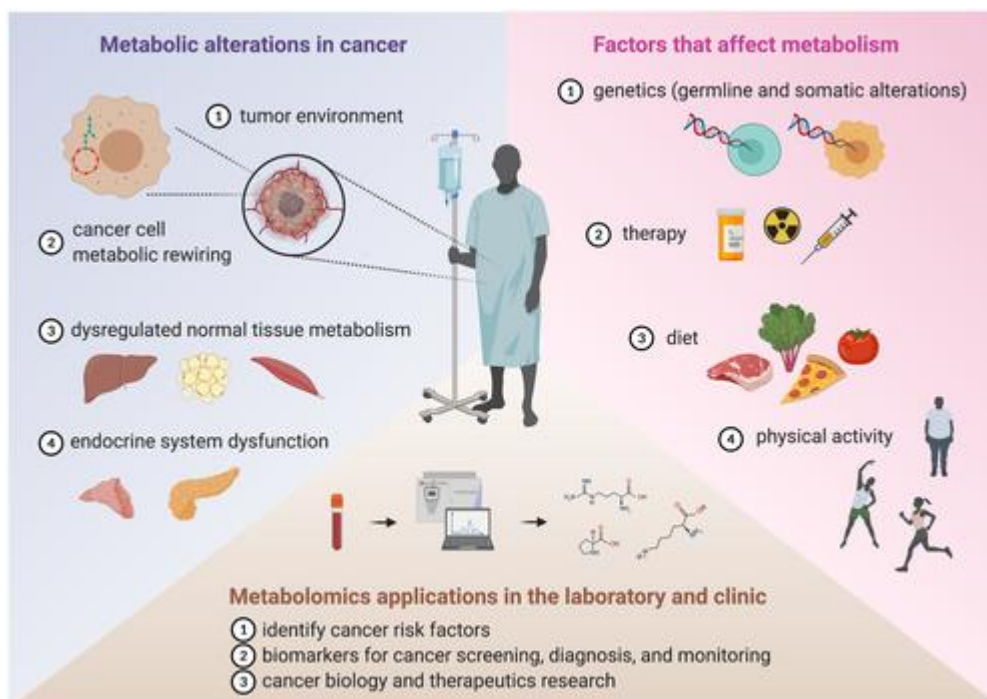 Metabolic alterations in cancer
1 tumor environment
2 cancer cell
metabolic rewiring
3 dysregulated normal tissue metabolism
4 endocrine system dysfunction
Factors that affect metabolism
1 genetics (germline and somatic alterations)
2 therapy
3 diet
4 physical activity
Metabolomics applications in the laboratory and clinic
1 identify cancer risk factors
2 biomarkers for cancer screening, diagnosis, and monitoring
3 cancer biology and therapeutics research